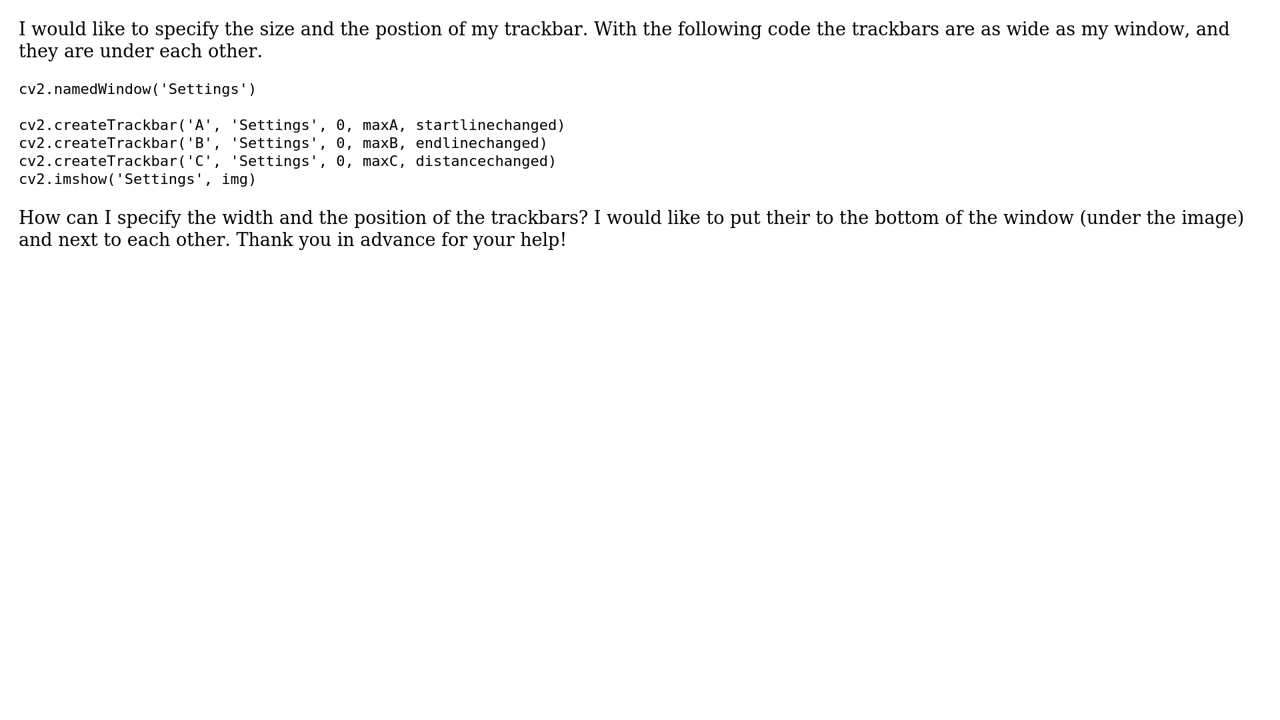 I would like to specify the size and the postion of my trackbar. With the following code the trackbars are as wide as my window, and
they are under each other.
cv2.namedWindow('Settings')
cv2.createTrackbar('A', 'Settings', 0, maxA, startlinechanged)
cv2.createTrackbar('B', 'Settings', 0, maxB, endlinechanged)
cv2.createTrackbar('C', 'Settings', 0, maxC, distancechanged)
cv2.imshow('Settings', img)
How can I specify the width and the position of the trackbars? I would like to put their to the bottom of the window (under the image)
and next to each other. Thank you in advance for your help!